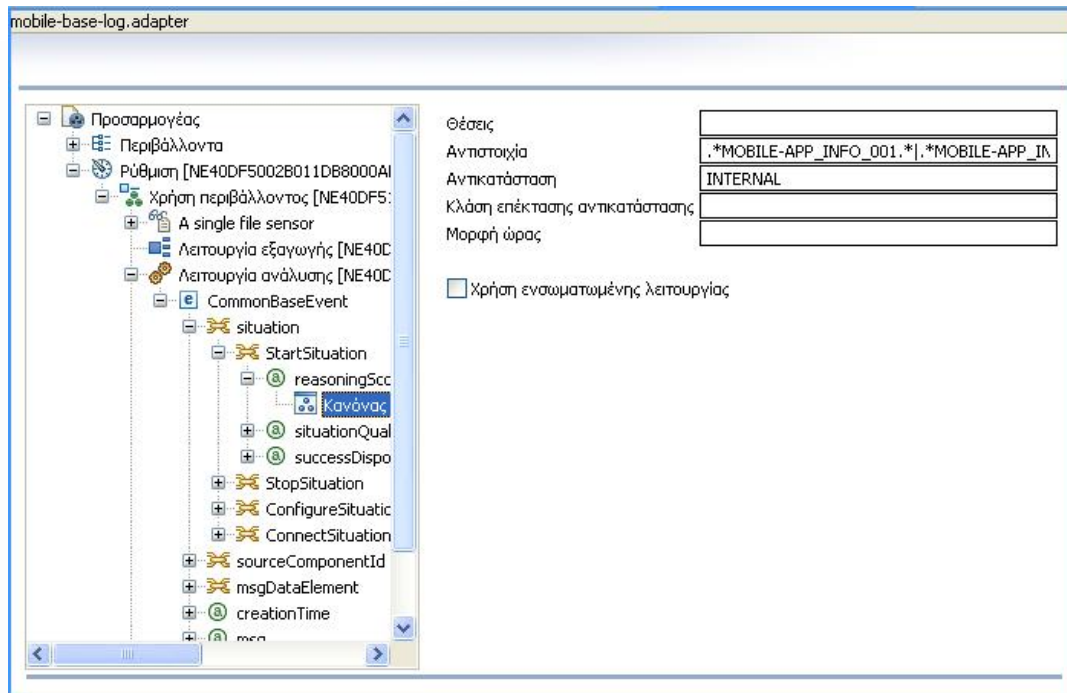 mobile-base-log.adapter
Προσαρμογέας
Περιβάλλοντα
Ρύθμιση [NE40DF5002B011DB8000AI
Χρήση περιβάλλοντος [NE40DF5:
A single file sensor
Λειτουργία εξαγωγής [NE40D
Λειτουργία ανάλυσης [NE40D
CommonBaseEvent
situation
StartSituation
reasoningScc
Κανόνας
situationQual
successDispo
StopSituation
ConfigureSituatic
ConnectSituation
sourceComponentId
msgDataElement
creationTime
msg
Θέσεις
Αντιστοιχία .*MOBILE-APP_INFO_001.*|.*MOBILE-APP_IN
Αντικατάσταση INTERNAL
Κλάση επέκτασης αντικατάστασης
Μορφή ώρας
Χρήση ενσωματωμένης λειτουργίας